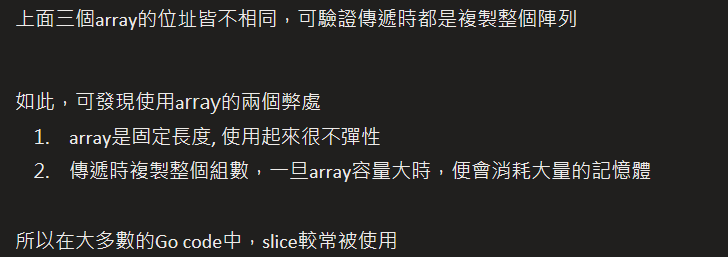 上面三個array的位址皆不相同，可驗證傳遞時都是複製整個陣列
如此，可發現使用array的兩個弊處
1. array是固定長度, 使用起來很不彈性
2. 傳遞時複製整個組數，一旦array容量大時，便會消耗大量的記憶體
所以在大多數的Go code中，slice較常被使用